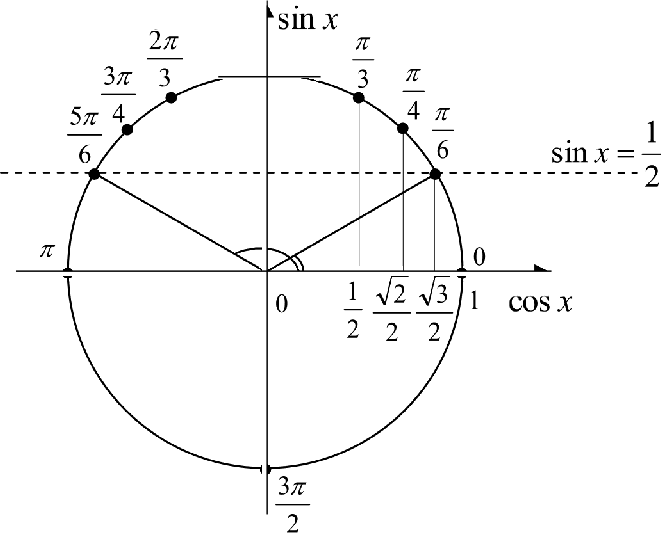 sin x
2π/3
π/3
3π/4
π/4
5π/6
π/6
sin x = 1/2
π
0
0
1/2
√2/2
√3/2
1
cos x
3π/2